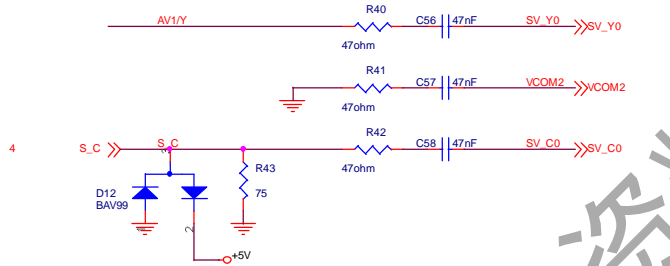 R40
AV1/Y C56 47nF SV_Y0 SV_Y0
47ohm
R41
C57 47nF VCOM2 VCOM2
47ohm
R42
4 S_C S_C C58 47nF SV_C0 SV_C0
3
47ohm
R43
D12 75
BAV99
2
+5V